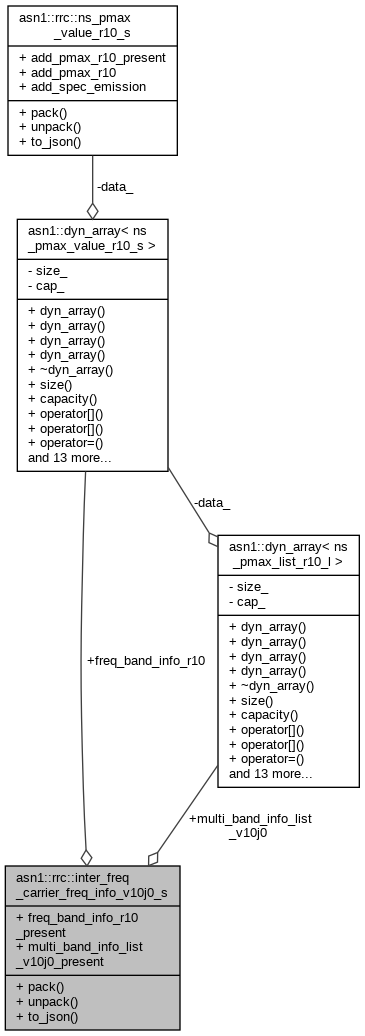 asn1::rrc::ns_pmax
_value_r10_s
+ add_pmax_r10_present
+ add_pmax_r10
+ add_spec_emission
+ pack()
+ unpack()
+ to_json()
-data_
asn1::dyn_array< ns
_pmax_value_r10_s >
- size_
- cap_
+ dyn_array()
+ dyn_array()
+ dyn_array()
+ dyn_array()
+ ~dyn_array()
+ size()
+ capacity()
+ operator[]()
+ operator[]()
+ operator=()
and 13 more...
-data_
asn1::dyn_array< ns
_pmax_list_r10_l >
- size_
- cap_
+ dyn_array()
+ dyn_array()
+ dyn_array()
+ dyn_array()
+ ~dyn_array()
+ size()
+ capacity()
+ operator[]()
+ operator[]()
+ operator=()
and 13 more...
+freq_band_info_r10
+multi_band_info_list
_v10j0
asn1::rrc::inter_freq
_carrier_freq_info_v10j0_s
+ freq_band_info_r10
_present
+ multi_band_info_list
_v10j0_present
+ pack()
+ unpack()
+ to_json()